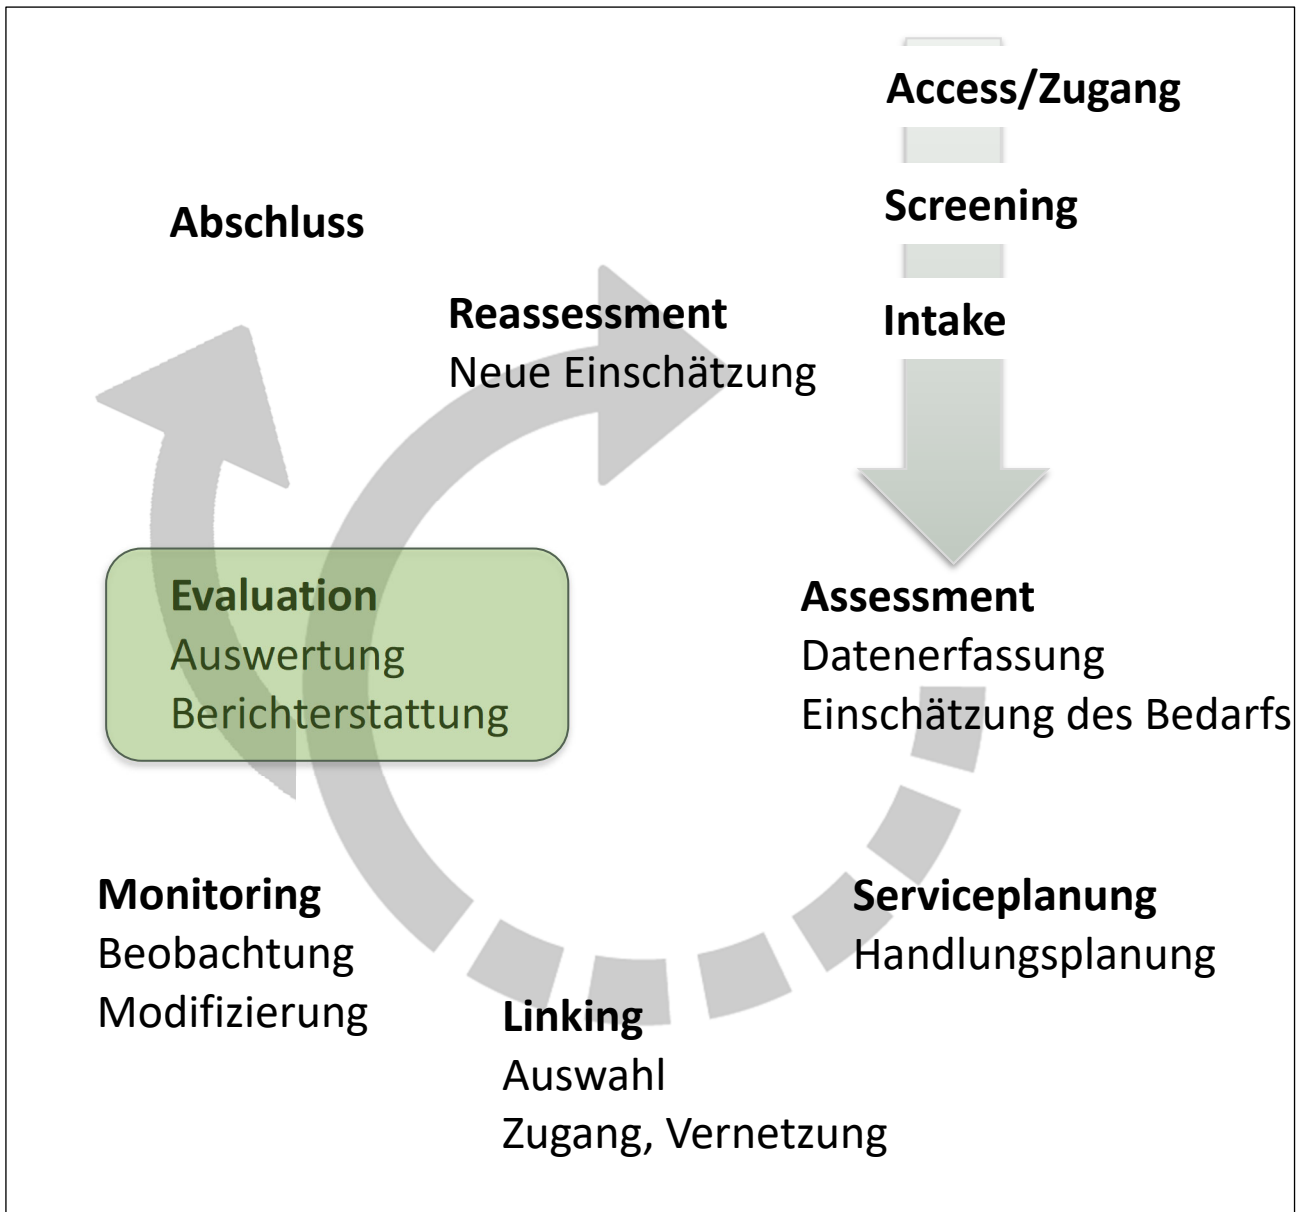 Access/Zugang
Screening
Intake
Assessment
Datenerfassung
Einschätzung des Bedarfs
Serviceplanung
Handlungsplanung
Linking
Auswahl
Zugang, Vernetzung
Monitoring
Beobachtung
Modifizierung
Evaluation
Auswertung
Berichterstattung
Reassessment
Neue Einschätzung
Abschluss